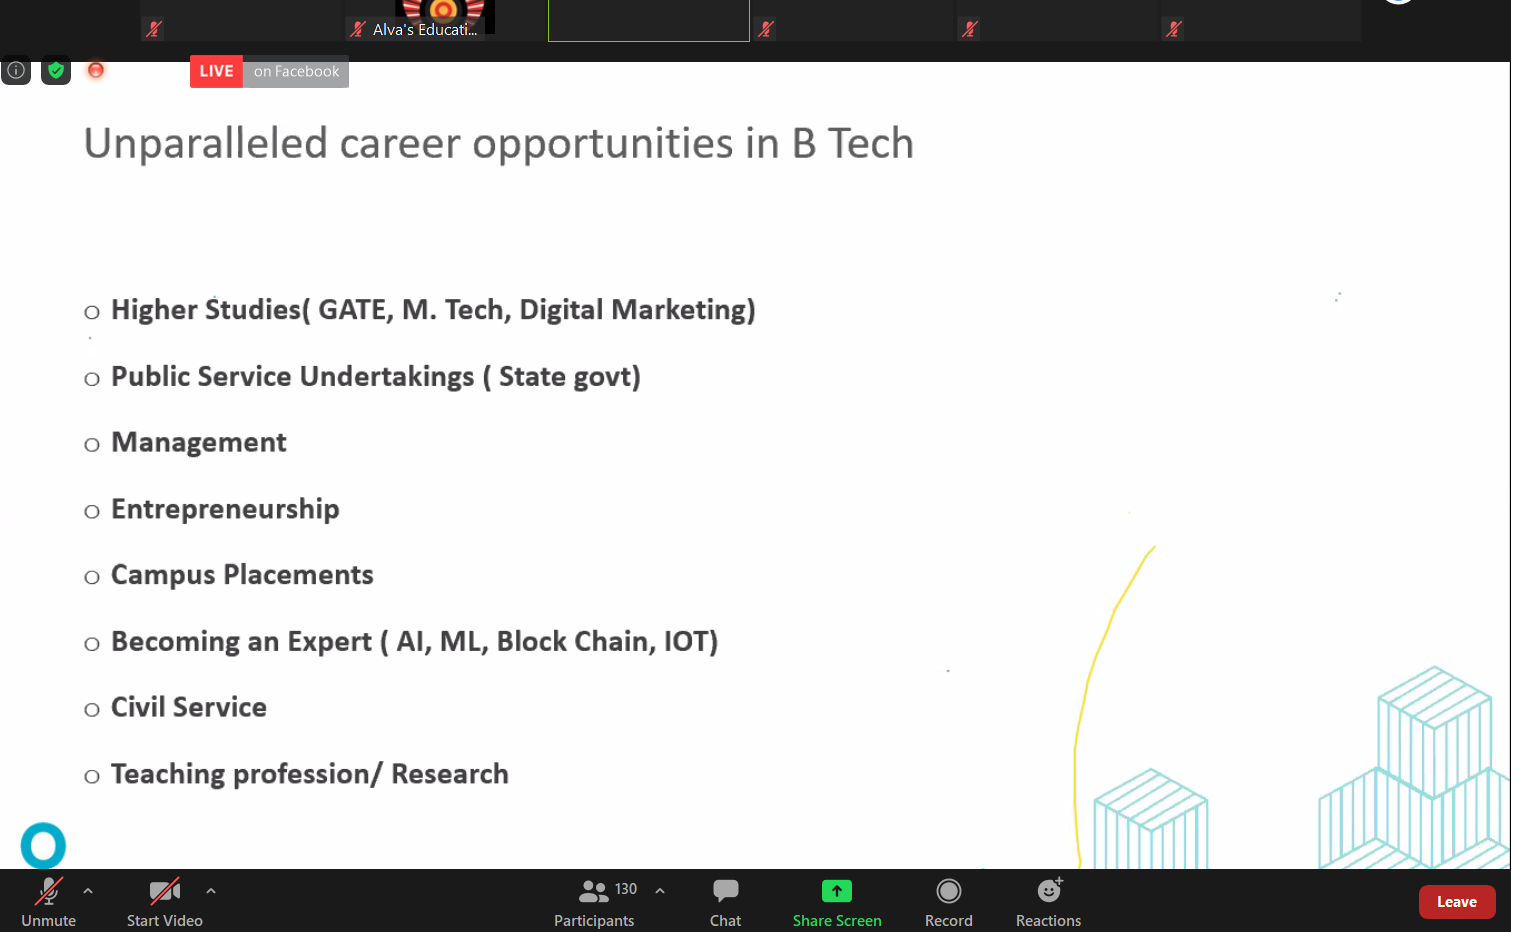 Alva's Educati...
LIVE on Facebook
Unparalleled career opportunities in B Tech
o Higher Studies( GATE, M. Tech, Digital Marketing)
o Public Service Undertakings ( State govt)
o Management
o Entrepreneurship
o Campus Placements
o Becoming an Expert ( AI, ML, Block Chain, IOT)
o Civil Service
o Teaching profession/ Research
130
Unmute Start Video Participants Chat Share Screen Record Reactions Leave